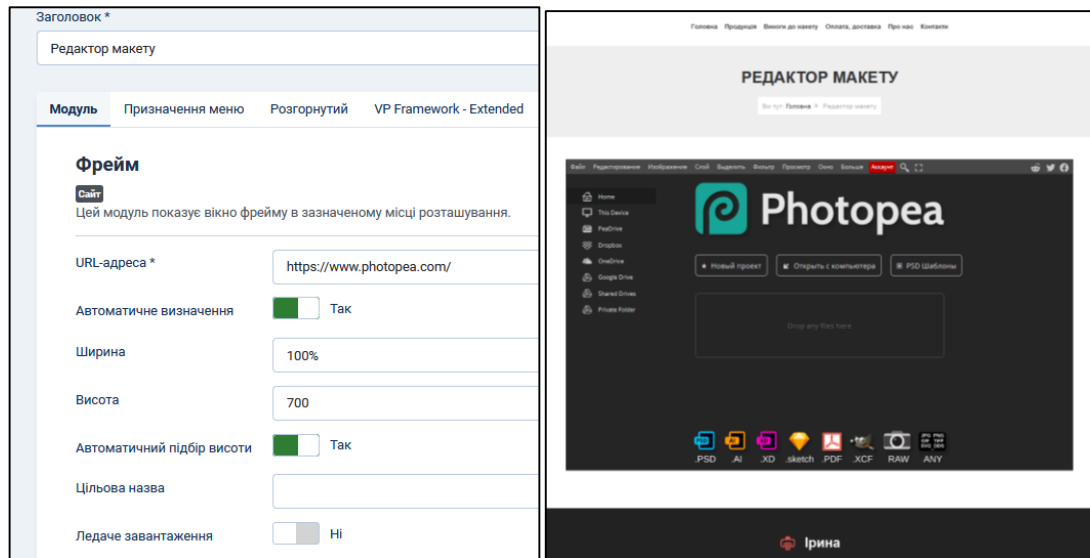 Заголовок *
Редактор макету
Модуль Призначення меню Розгорнутий VP Framework - Extended
Фрейм
Сайт
Цей модуль показує вікно фрейму в зазначеному місці розташування.
URL-адреса * https://www.photopea.com/
Автоматичне визначення Так
Ширина 100%
Висота 700
Автоматичний підбір висоти Так
Цільова назва
Ледаче завантаження Ні
Головна Продукція Вимоги до макету Оплата, доставка Про нас Контакти
РЕДАКТОР МАКЕТУ
Ви тут: Головна Редактор макету
Файл Редактирование Изображение Слой Выделить Фильтр Просмотр Окно Больше Аккаунт
Home
This Device
PeaDrive
Dropbox
OneDrive
Google Drive
Shared Drives
Private Folder
Photopea
Новый проект Открыть с компьютера PSD Шаблоны
Drop any files here
.PSD .AI .XD .sketch .PDF .XCF RAW ANY
Ірина